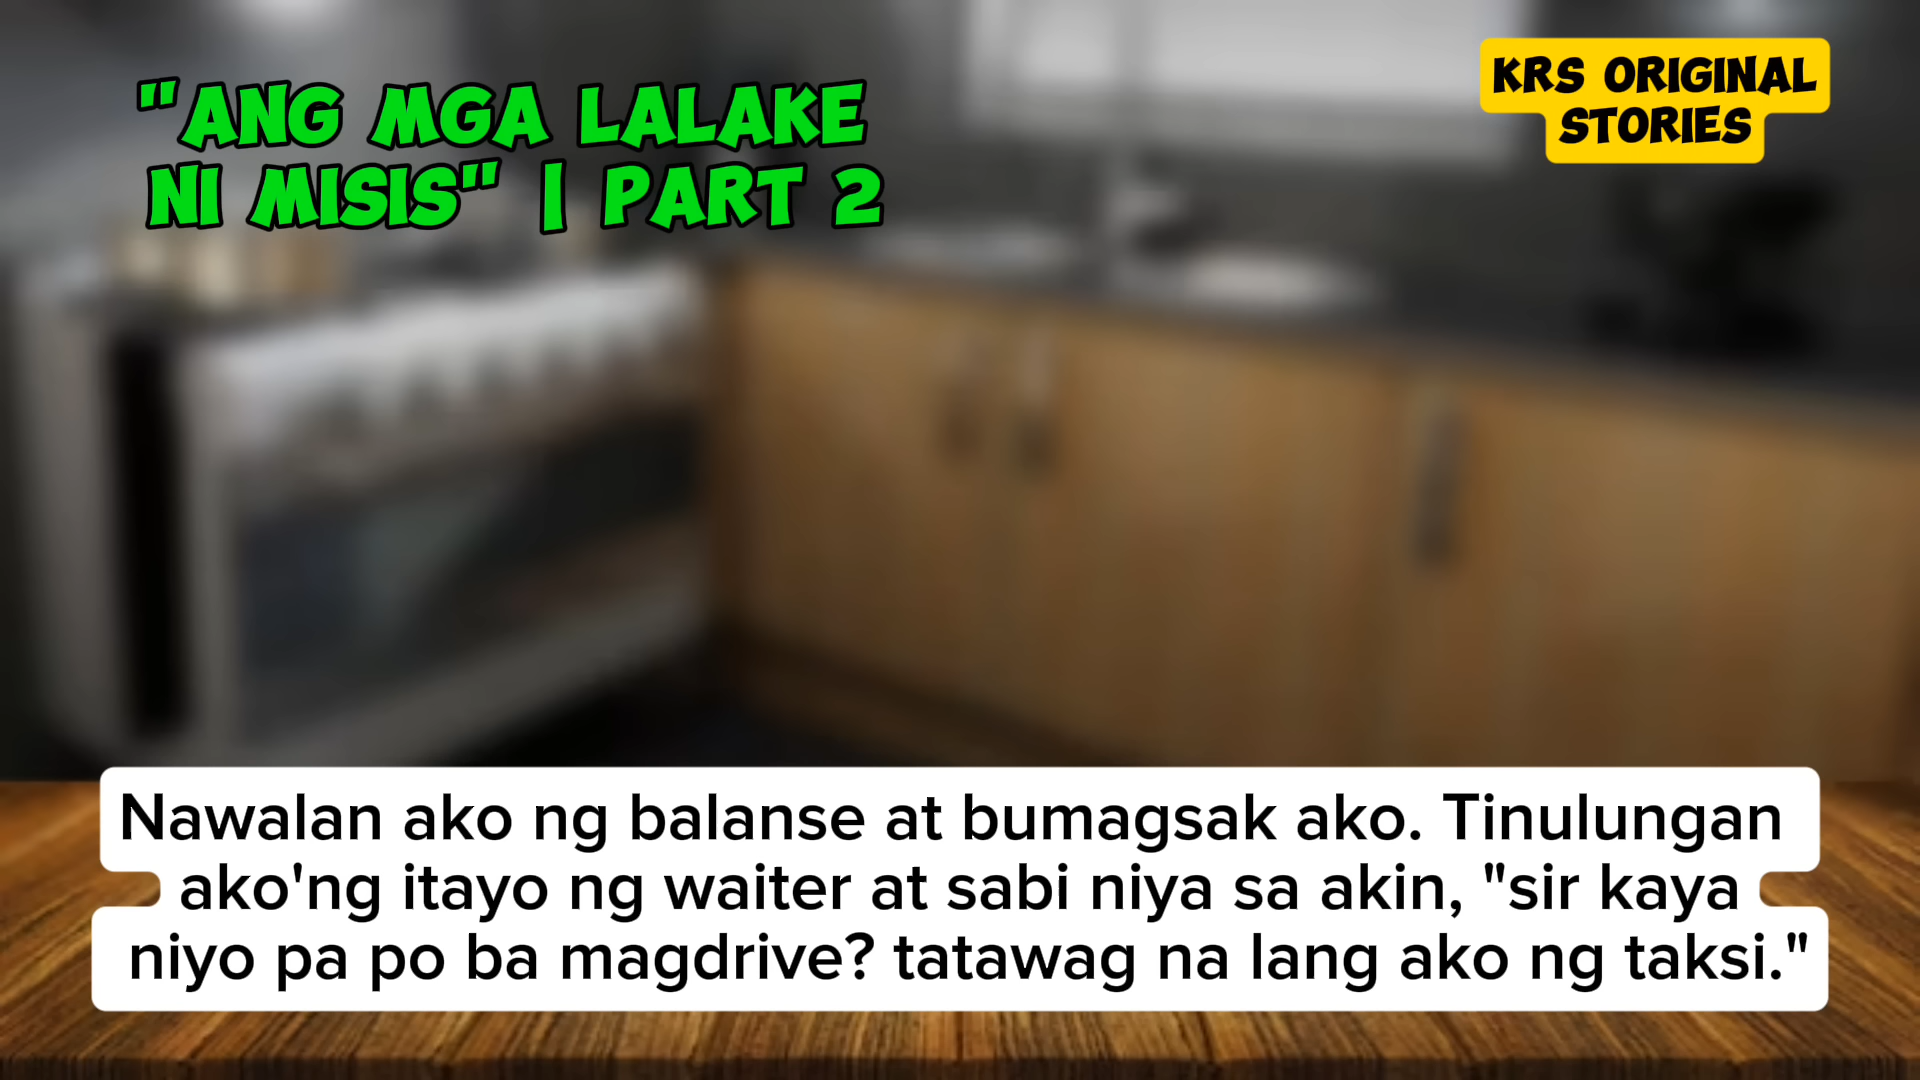 "ANG MGA LALAKE
NI MISIS" | PART 2
KRS ORIGINAL
STORIES
Nawalan ako ng balanse at bumagsak ako. Tinulungan
ako'ng itayo ng waiter at sabi niya sa akin, "sir kaya
niyo pa po ba magdrive? tatawag na lang ako ng taksi."